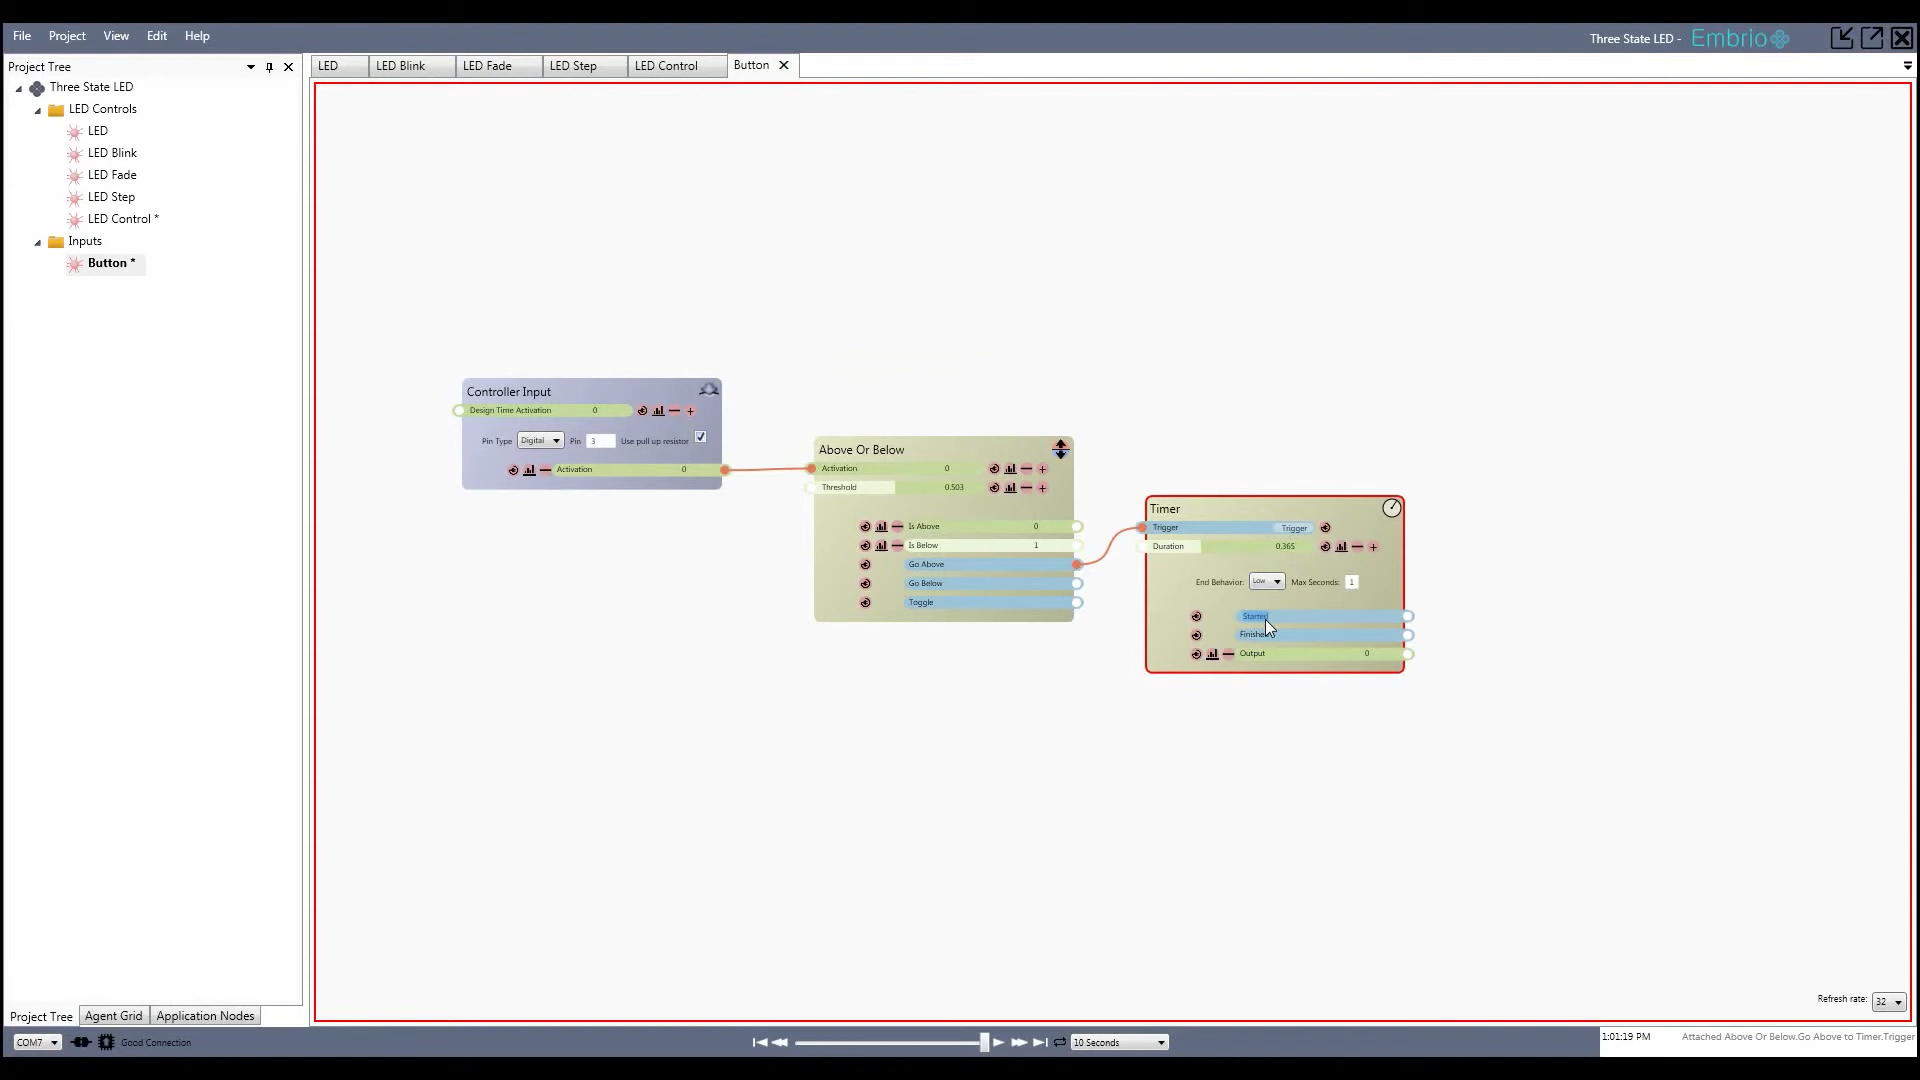 File Project View Edit Help
Three State LED - Embrio
Project Tree
Three State LED
LED Controls
LED
LED Blink
LED Fade
LED Step
LED Control *
Inputs
Button *
LED
LED Blink
LED Fade
LED Step
LED Control
Button
Controller Input
Design Time Activation 0
Pin Type Digital Pin 3 Use pull up resistor
Activation 0
Above Or Below
Activation 0
Threshold 0.503
Is Above 0
Is Below 1
Go Above
Go Below
Toggle
Timer
Trigger Trigger
Duration 0.365
End Behavior: Low Max Seconds: 1
Started
Finished
Output 0
Refresh rate: 32
Project Tree Agent Grid Application Nodes
COM7 Good Connection
10 Seconds
1:01:19 PM Attached Above Or Below.Go Above to Timer.Trigger